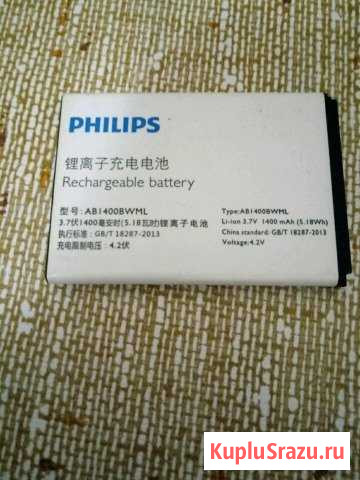 PHILIPS
锂离子充电电池
Rechargeable battery
型号: AB1400BWML
3.7伏1400毫安时(5.18瓦时)锂离子电池
执行标准: GB/T 18287-2013
充电限制电压: 4.2伏
Type:AB1400BWML
Li-ion 3.7V 1400 mAh (5.18Wh)
China standard: GB/T 18287-2013
Voltage:4.2V
KupluSrazu.ru